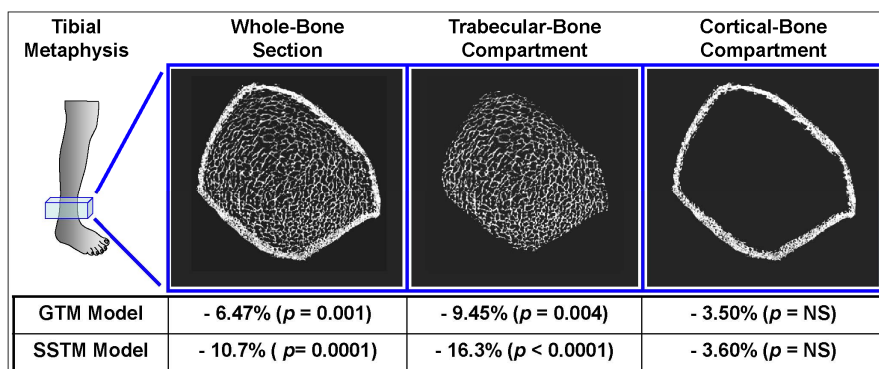 Tibial Metaphysis
Whole-Bone Section
Trabecular-Bone Compartment
Cortical-Bone Compartment
GTM Model - 6.47% (p = 0.001) - 9.45% (p = 0.004) - 3.50% (p = NS)
SSTM Model - 10.7% ( p= 0.0001) - 16.3% (p < 0.0001) - 3.60% (p = NS)